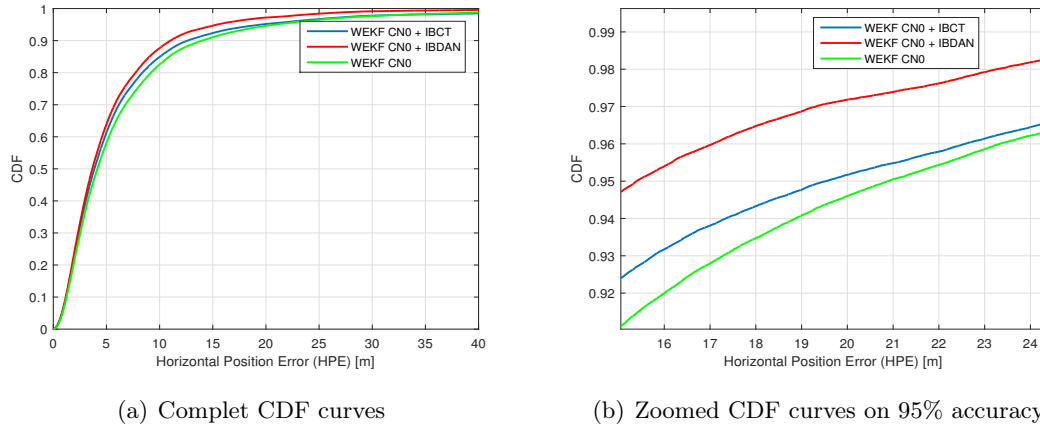 1
0.9
0.8
0.7
0.6
0.5
0.4
0.3
0.2
0.1
0
CDF
WEKF CN0 + IBCT
WEKF CN0 + IBDAN
WEKF CN0
0 5 10 15 20 25 30 35 40
Horizontal Position Error (HPE) [m]
(a) Complet CDF curves
0.99
0.98
0.97
0.96
0.95
0.94
0.93
0.92
CDF
WEKF CN0 + IBCT
WEKF CN0 + IBDAN
WEKF CN0
16 17 18 19 20 21 22 23 24
Horizontal Position Error (HPE) [m]
(b) Zoomed CDF curves on 95% accuracy